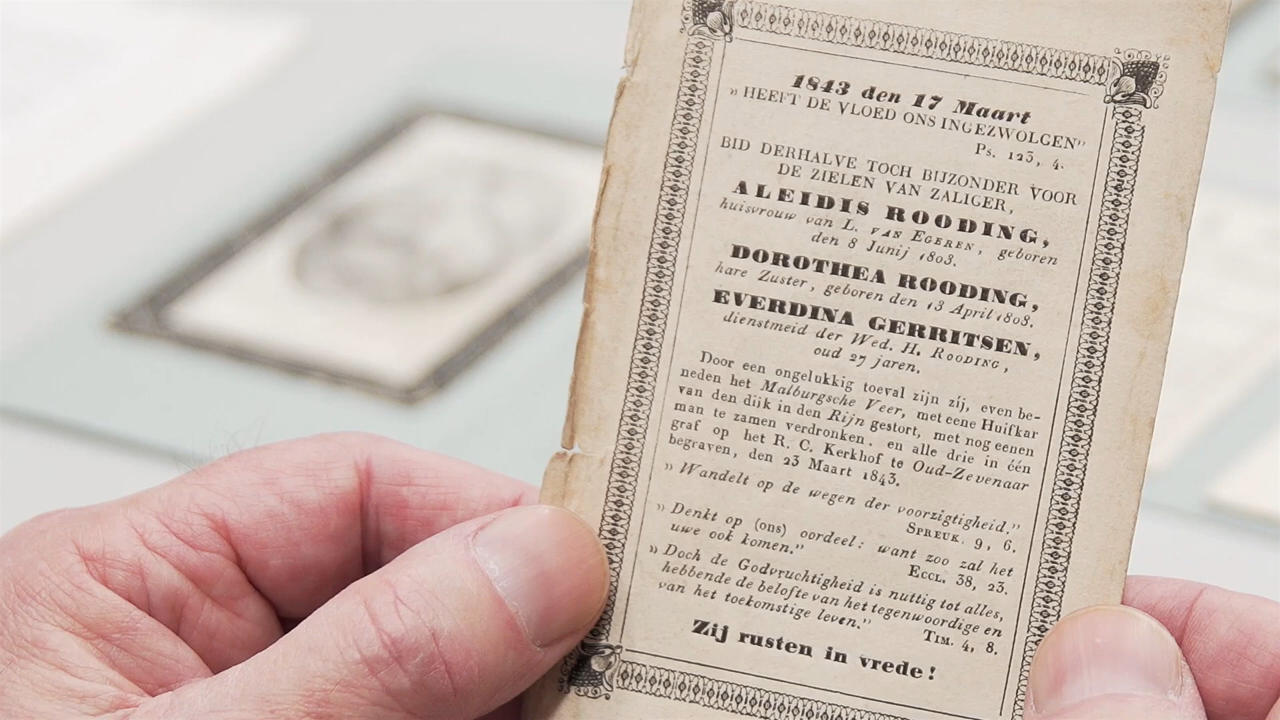 1843 den 17 Maart
„ HEEFT DE VLOED ONS INGEZWOLGEN”
Ps. 123, 4.
BID DERHALVE TOCH BIJZONDER VOOR
DE ZIELEN VAN ZALIGER,
ALEIDIS ROODING,
huisvrouw van L. VAN EGEREN, geboren
den 8 Junij 1803.
DOROTHEA ROODING,
hare Zuster, geboren den 13 April 1808.
EVERDINA GERRITSEN,
dienstmeid der Wed. H. ROODING,
oud 27 jaren.
Door een ongelukkig toeval zijn zij, even be-
neden het Malburgsche Veer, met eene Huifkar
van den dijk in den Rijn gestort, met nog eenen
man te zamen verdronken. en alle drie in één
graf op het R. C. Kerkhof te Oud-Zevenaar
begraven, den 23 Maart 1843.
„ Wandelt op de wegen der voorzigtigheid.”
SPREUK. 9, 6.
„ Denkt op (ons) oordeel: want zoo zal het
uwe ook komen.”
ECCL. 38, 23.
„ Doch de Godvruchtigheid is nuttig tot alles,
hebbende de belofte van het tegenwoordige en
van het toekomstige leven.”
TIM. 4, 8.
Zij rusten in vrede!